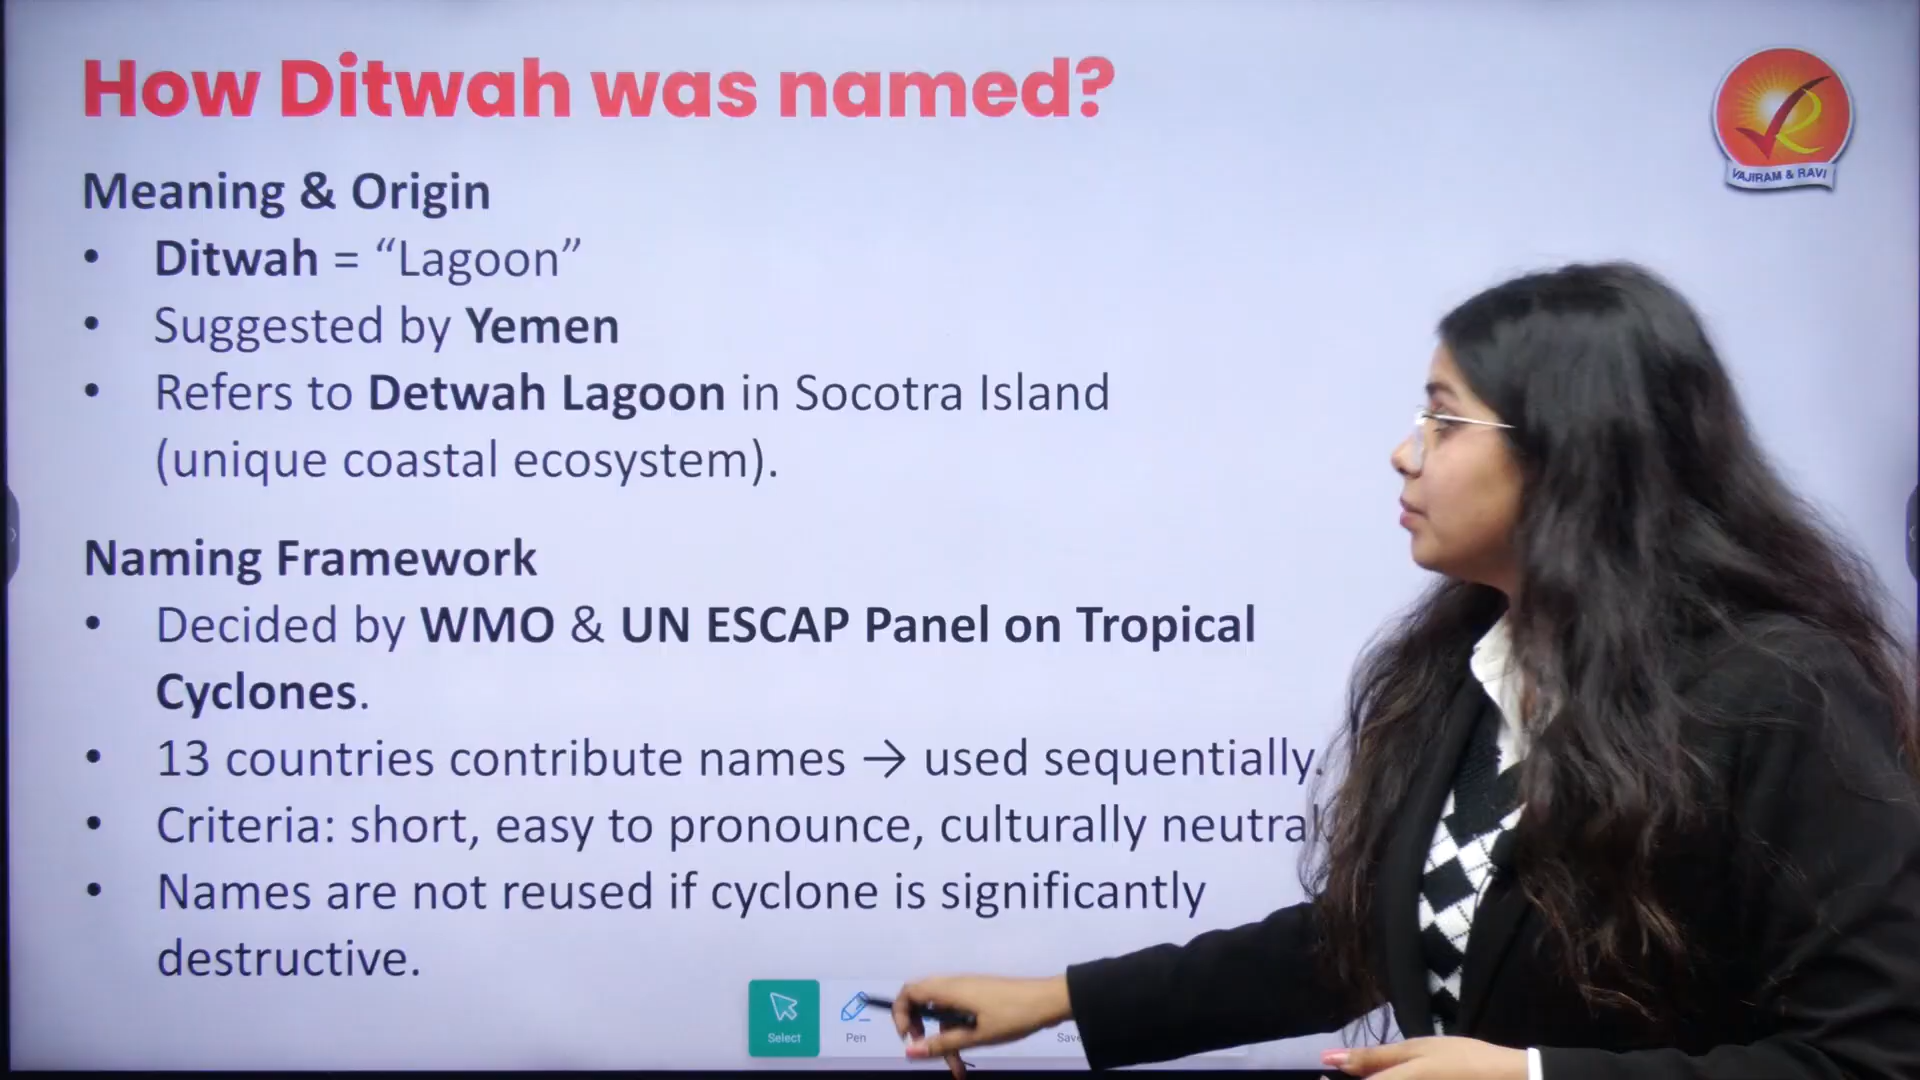 How Ditwah was named?
VAJIRAM & RAVI
Meaning & Origin
• Ditwah = “Lagoon”
• Suggested by Yemen
• Refers to Detwah Lagoon in Socotra Island
(unique coastal ecosystem).
Naming Framework
• Decided by WMO & UN ESCAP Panel on Tropical
Cyclones.
• 13 countries contribute names → used sequentially.
• Criteria: short, easy to pronounce, culturally neutral
• Names are not reused if cyclone is significantly
destructive.
Select
Pen
Save